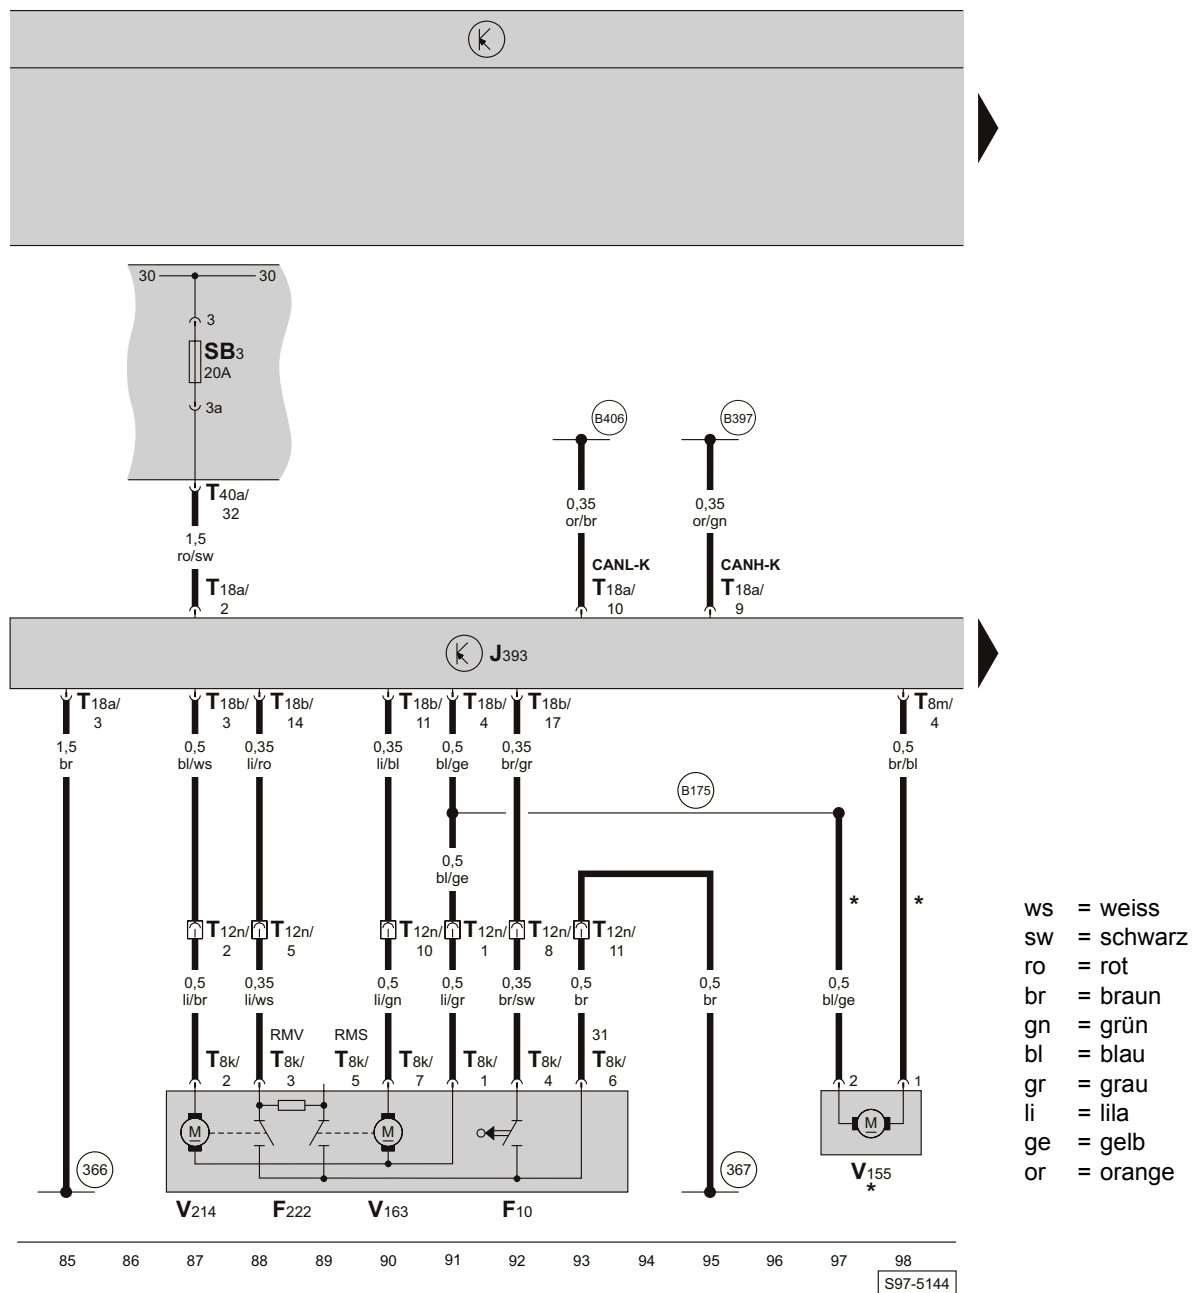 30 30
3
SB3
20A
3a
B406 B397
T40a/
32
0,35 0,35
or/br or/gn
1,5
ro/sw
CANL-K CANH-K
T18a/ T18a/ T18a/
2 10 9
J393
T18a/ T18b/ T18b/ T18b/ T18b/ T18b/ T8m/
3 3 14 11 4 17 4
1,5 0,5 0,35 0,35 0,5 0,35 0,5
br bl/ws li/ro li/bl bl/ge br/gr br/bl
B175
0,5
bl/ge
* *
T12n/ T12n/ T12n/ T12n/ T12n/ T12n/
2 5 10 1 8 11
0,5 0,35 0,5 0,5 0,35 0,5 0,5 0,5
li/br li/ws li/gn li/gr br/sw br br bl/ge
RMV RMS 31
T8k/ T8k/ T8k/ T8k/ T8k/ T8k/ T8k/
2 3 5 7 1 4 6 2 1
M M M
366 367
V155
*
V214 F222 V163 F10
85 86 87 88 89 90 91 92 93 94 95 96 97 98
S97-5144
ws = weiss
sw = schwarz
ro = rot
br = braun
gn = grün
bl = blau
gr = grau
li = lila
ge = gelb
or = orange